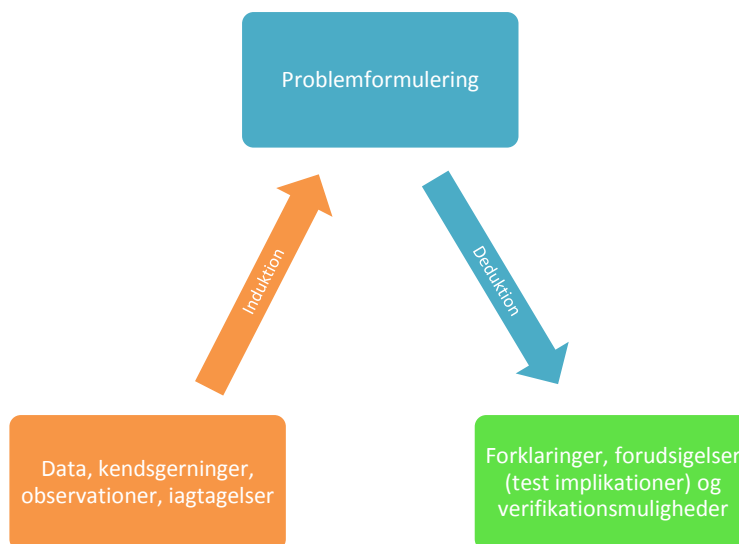 Problemformulering
Induktion
Deduktion
Data, kendsgerninger,
observationer, iagtagelser
Forklaringer, forudsigelser
(test implikationer) og
verifikationsmuligheder